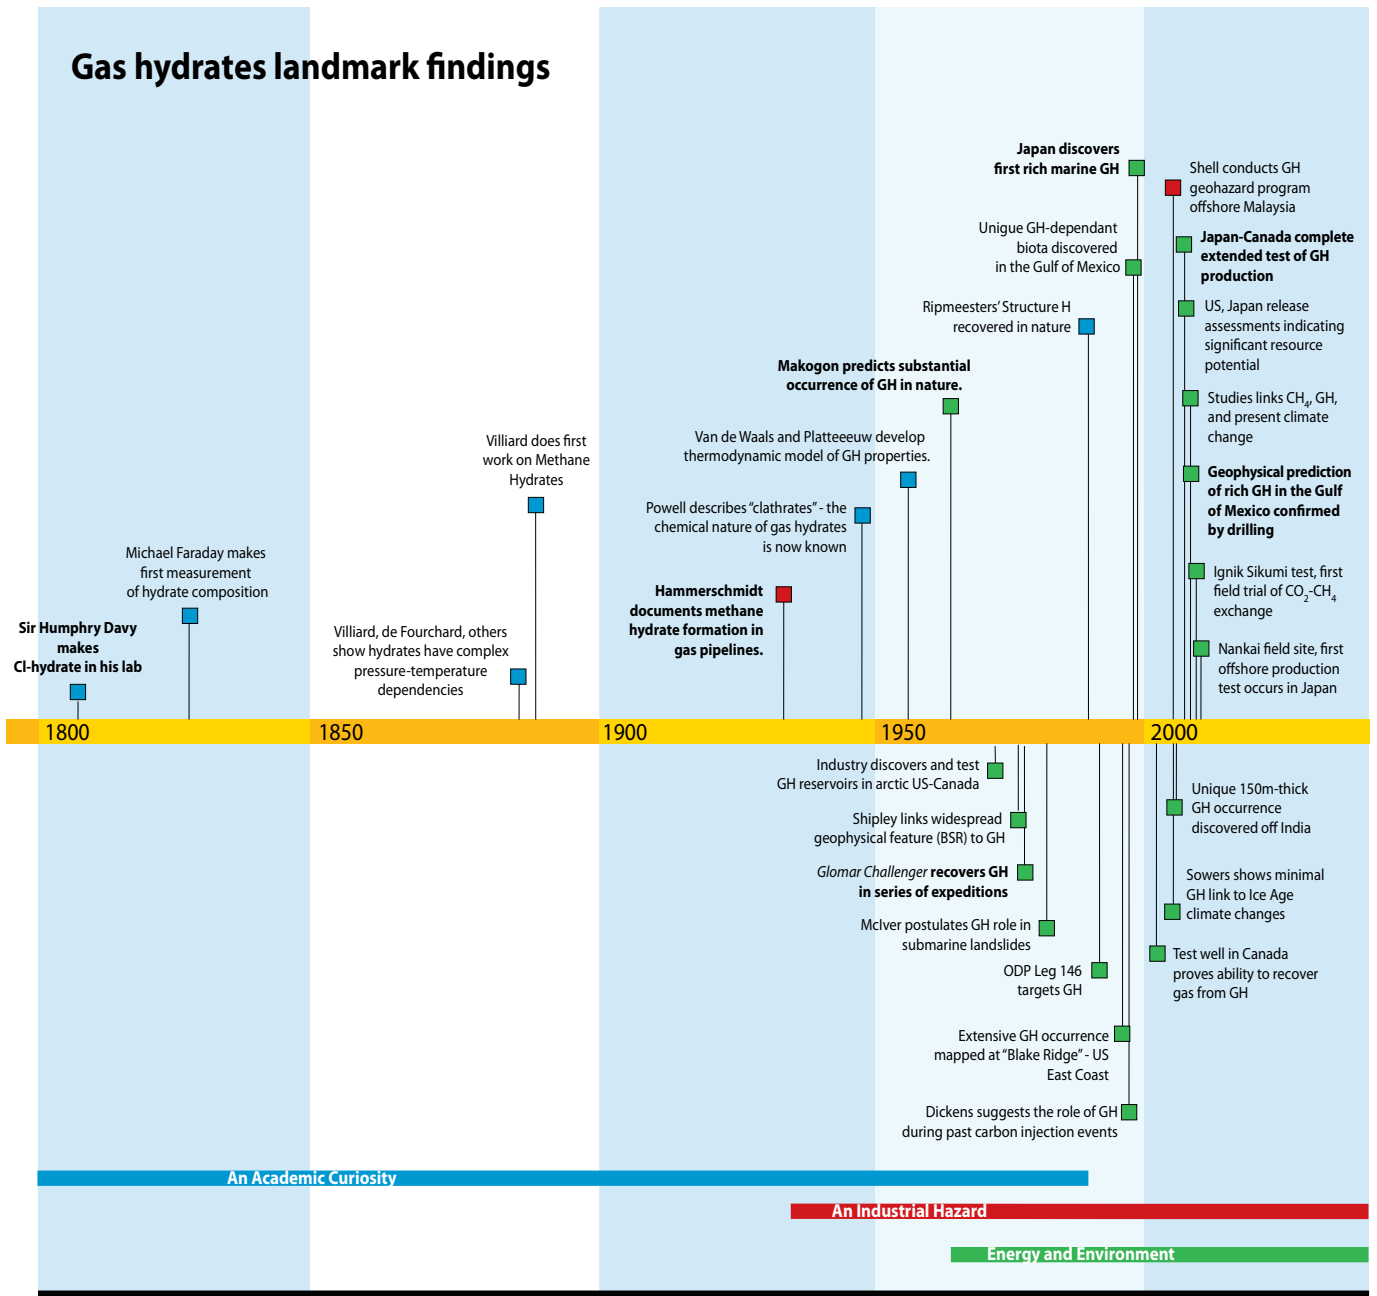 Gas hydrates landmark findings
Japan discovers
first rich marine GH
Shell conducts GH
geohazard program
offshore Malaysia
Unique GH-dependant
biota discovered
in the Gulf of Mexico
Japan-Canada complete
extended test of GH
production
Ripmeesters' Structure H
recovered in nature
US, Japan release
assessments indicating
significant resource
potential
Makogon predicts substantial
occurrence of GH in nature.
Studies links CH4, GH,
and present climate
change
Villiard does first
work on Methane
Hydrates
Van de Waals and Platteeeuw develop
thermodynamic model of GH properties.
Geophysical prediction
of rich GH in the Gulf
of Mexico confirmed
by drilling
Powell describes "clathrates" - the
chemical nature of gas hydrates
is now known
Michael Faraday makes
first measurement
of hydrate composition
Ignik Sikumi test, first
field trial of CO2-CH4
exchange
Hammerschmidt
documents methane
hydrate formation in
gas pipelines.
Sir Humphry Davy
makes
Cl-hydrate in his lab
Villiard, de Fourchard, others
show hydrates have complex
pressure-temperature
dependencies
Nankai field site, first
offshore production
test occurs in Japan
1800
1850
1900
1950
2000
Industry discovers and test
GH reservoirs in arctic US-Canada
Unique 150m-thick
GH occurrence
discovered off India
Shipley links widespread
geophysical feature (BSR) to GH
Glomar Challenger recovers GH
in series of expeditions
Sowers shows minimal
GH link to Ice Age
climate changes
McIver postulates GH role in
submarine landslides
Test well in Canada
proves ability to recover
gas from GH
ODP Leg 146
targets GH
Extensive GH occurrence
mapped at "Blake Ridge" - US
East Coast
Dickens suggests the role of GH
during past carbon injection events
An Academic Curiosity
An Industrial Hazard
Energy and Environment